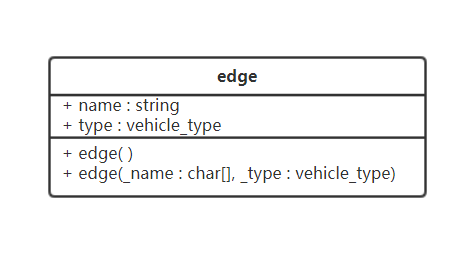 edge
+ name : string
+ type : vehicle_type
+ edge( )
+ edge(_name : char[], _type : vehicle_type)